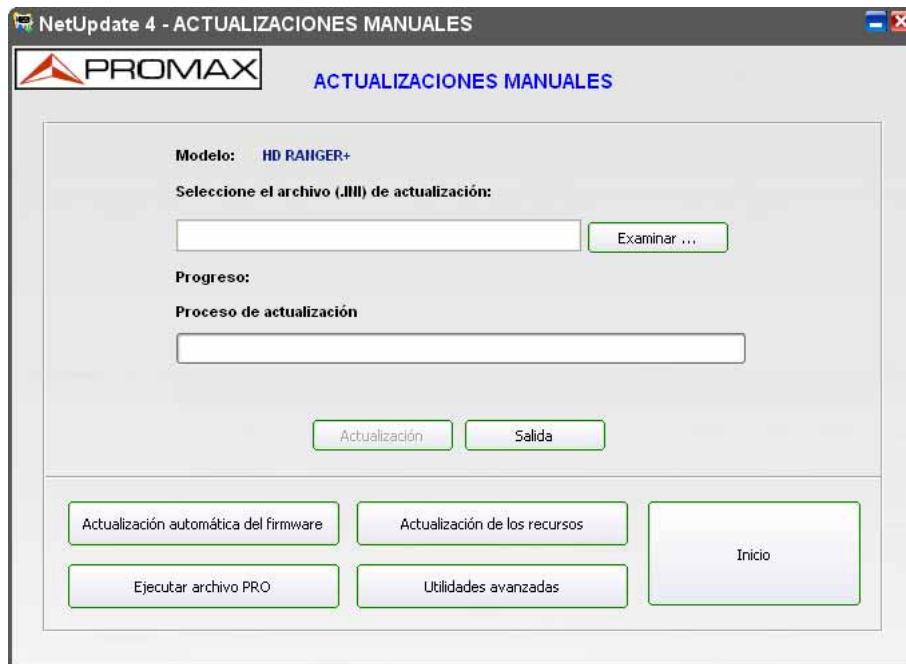 NetUpdate 4 - ACTUALIZACIONES MANUALES
PROMAX
ACTUALIZACIONES MANUALES
Modelo: HD RANGER+
Seleccione el archivo (.INI) de actualización:
Examinar ...
Progreso:
Proceso de actualización
Actualización Salida
Actualización automática del firmware Actualización de los recursos
Inicio
Ejecutar archivo PRO Utilidades avanzadas